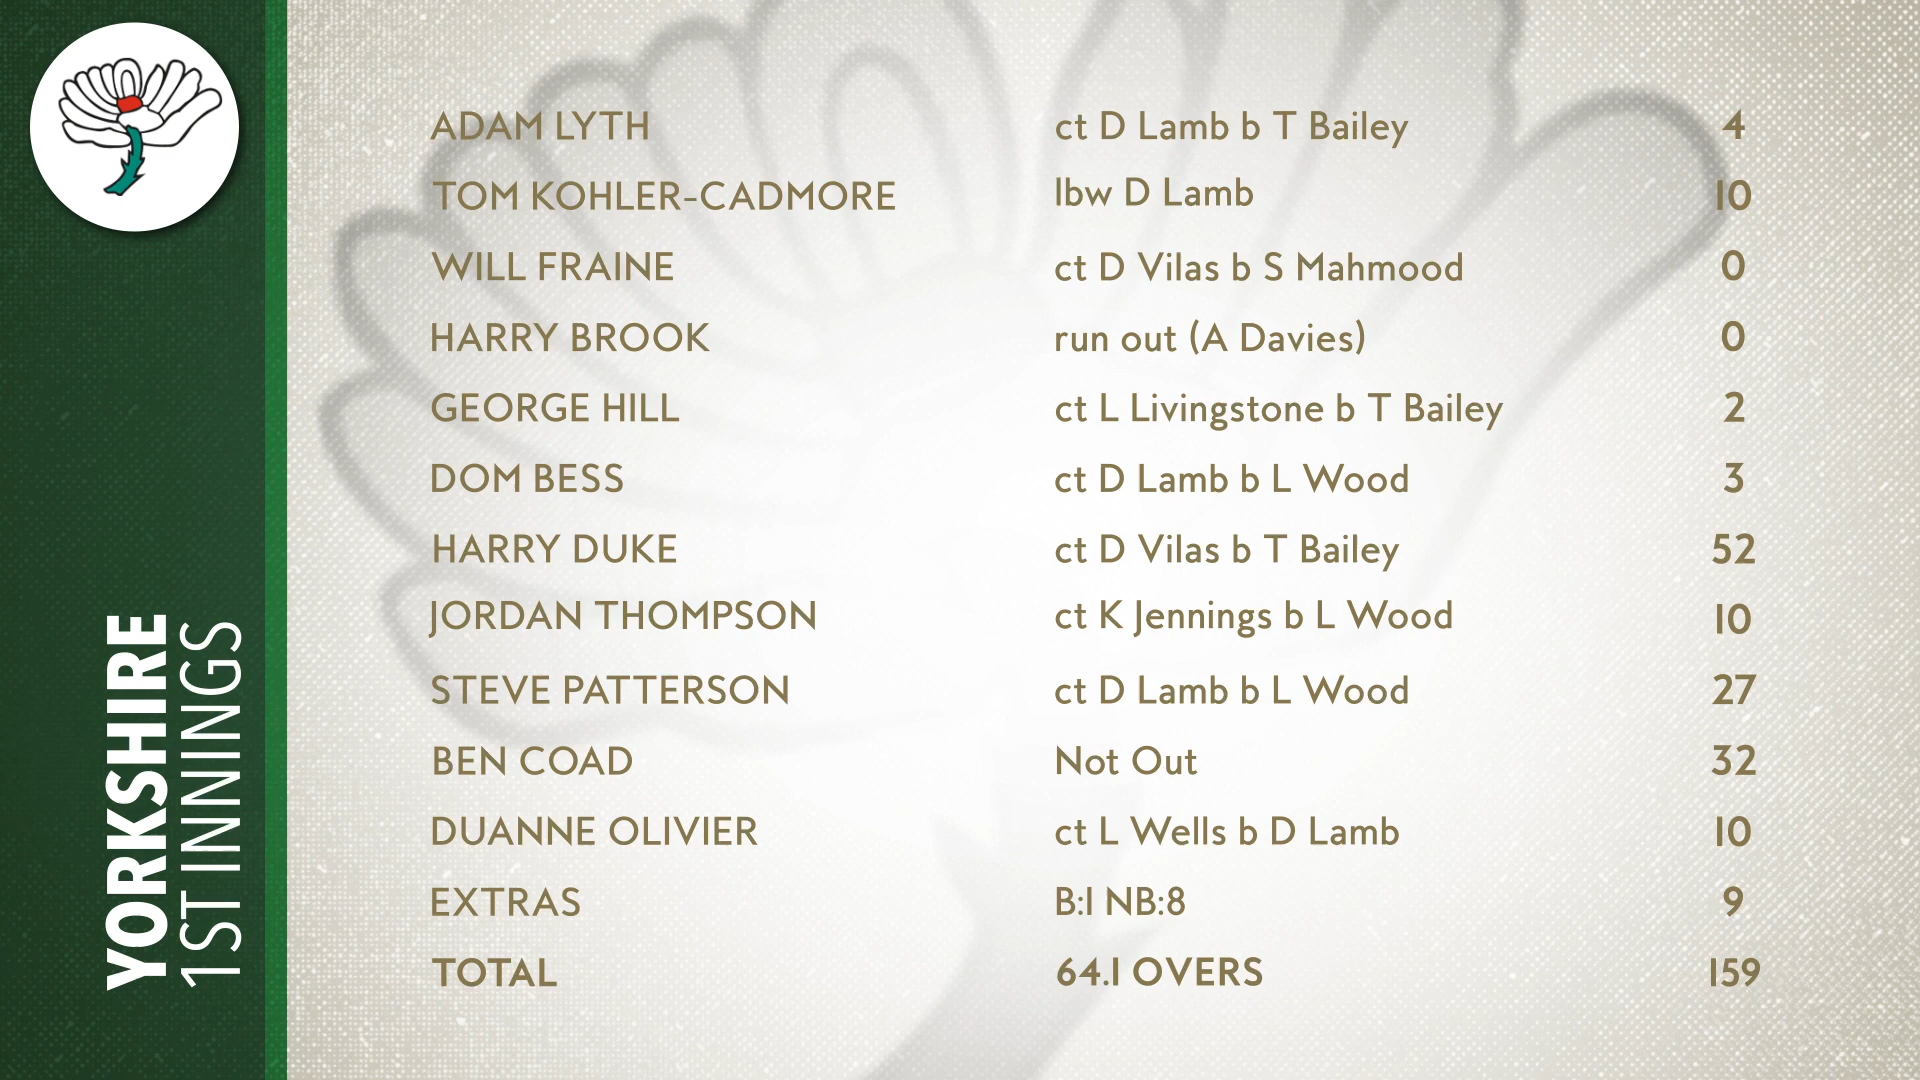 YORKSHIRE
1ST INNINGS
ADAM LYTH ct D Lamb b T Bailey 4
TOM KOHLER-CADMORE lbw D Lamb 10
WILL FRAINE ct D Vilas b S Mahmood 0
HARRY BROOK run out (A Davies) 0
GEORGE HILL ct L Livingstone b T Bailey 2
DOM BESS ct D Lamb b L Wood 3
HARRY DUKE ct D Vilas b T Bailey 52
JORDAN THOMPSON ct K Jennings b L Wood 10
STEVE PATTERSON ct D Lamb b L Wood 27
BEN COAD Not Out 32
DUANNE OLIVIER ct L Wells b D Lamb 10
EXTRAS B:1 NB:8 9
TOTAL 64.1 OVERS 159